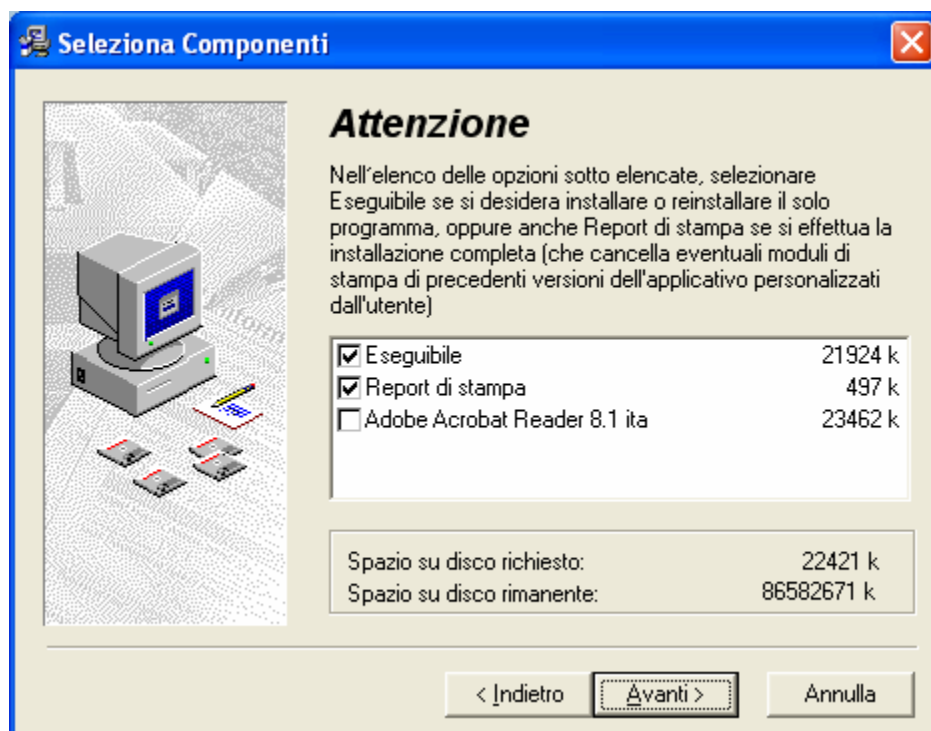 Seleziona Componenti
Attenzione
Nell´elenco delle opzioni sotto elencate, selezionare
Eseguibile se si desidera installare o reinstallare il solo
programma, oppure anche Report di stampa se si effettua la
installazione completa (che cancella eventuali moduli di
stampa di precedenti versioni dell'applicativo personalizzati
dall'utente)
Eseguibile 21924 k
Report di stampa 497 k
Adobe Acrobat Reader 8.1 ita 23462 k
Spazio su disco richiesto: 22421 k
Spazio su disco rimanente: 86582671 k
< Indietro Avanti > Annulla